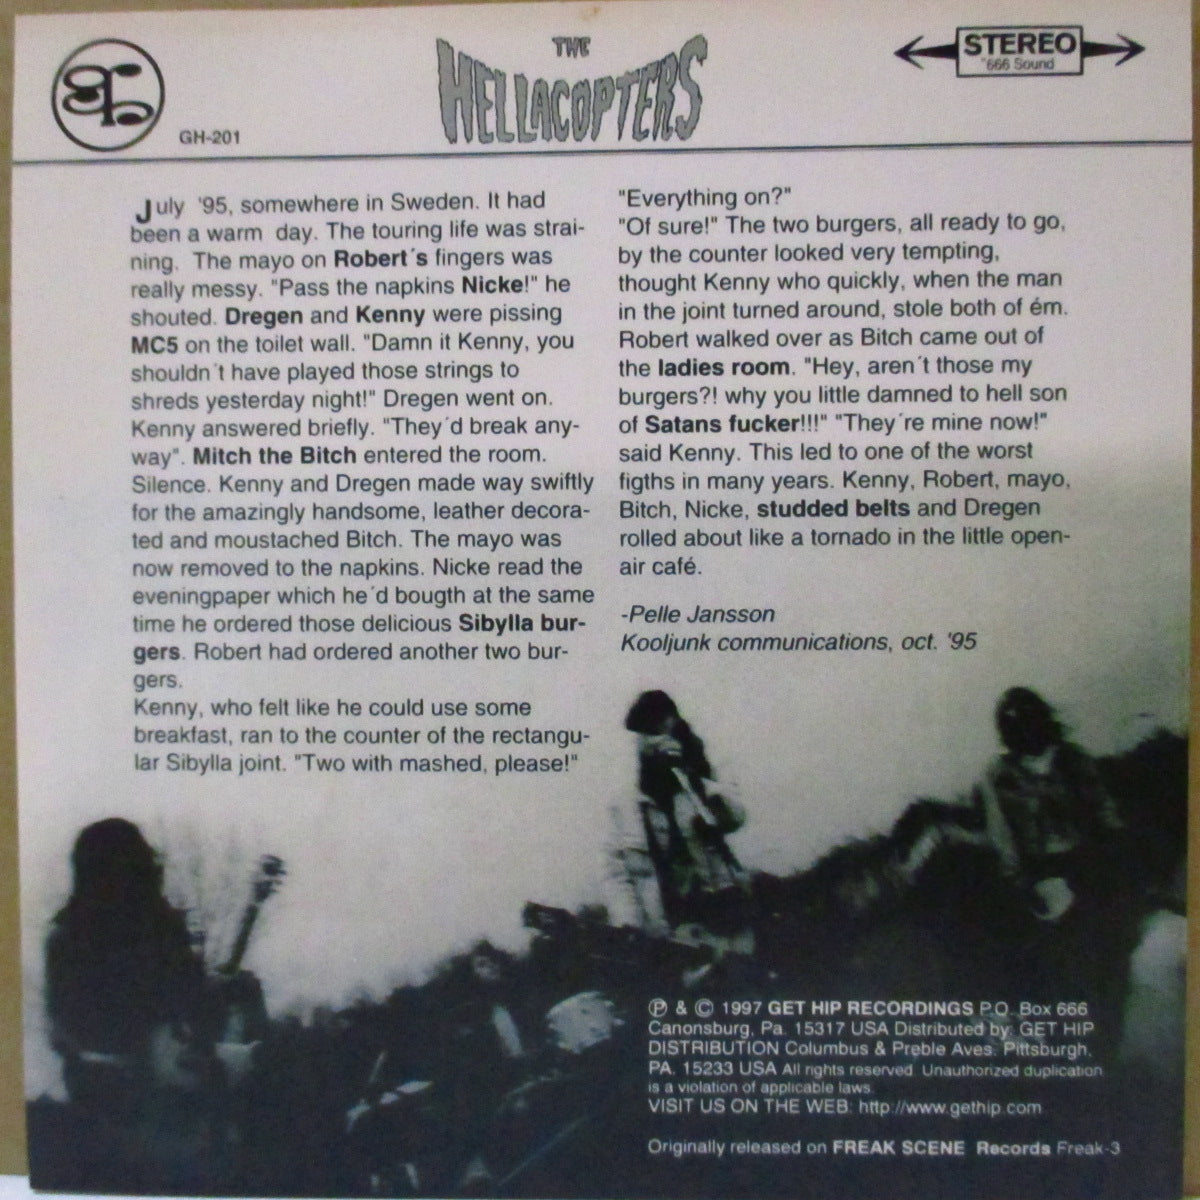 THE
HELLACOPTERS
STEREO
"666 Sound
GH-201
July '95, somewhere in Sweden. It had
been a warm day. The touring life was strai-
ning. The mayo on Robert´s fingers was
really messy. "Pass the napkins Nicke!" he
shouted. Dregen and Kenny were pissing
MC5 on the toilet wall. "Damn it Kenny, you
shouldn´t have played those strings to
shreds yesterday night!" Dregen went on.
Kenny answered briefly. "They´d break any-
way". Mitch the Bitch entered the room.
Silence. Kenny and Dregen made way swiftly
for the amazingly handsome, leather decora-
ted and moustached Bitch. The mayo was
now removed to the napkins. Nicke read the
eveningpaper which he´d bougth at the same
time he ordered those delicious Sibylla bur-
gers. Robert had ordered another two bur-
gers.
Kenny, who felt like he could use some
breakfast, ran to the counter of the rectangu-
lar Sibylla joint. "Two with mashed, please!"
"Everything on?"
"Of sure!" The two burgers, all ready to go,
by the counter looked very tempting,
thought Kenny who quickly, when the man
in the joint turned around, stole both of ém.
Robert walked over as Bitch came out of
the ladies room. "Hey, aren´t those my
burgers?! why you little damned to hell son
of Satans fucker!!!" "They´re mine now!"
said Kenny. This led to one of the worst
figths in many years. Kenny, Robert, mayo,
Bitch, Nicke, studded belts and Dregen
rolled about like a tornado in the little open-
air café.
-Pelle Jansson
Kooljunk communications, oct. '95
℗ & © 1997 GET HIP RECORDINGS P.O. Box 666
Canonsburg, Pa. 15317 USA Distributed by: GET HIP
DISTRIBUTION Columbus & Preble Aves. Pittsburgh,
PA. 15233 USA All rights reserved. Unauthorized duplication
is a violation of applicable laws.
VISIT US ON THE WEB: http://www.gethip.com
Originally released on FREAK SCENE Records Freak-3